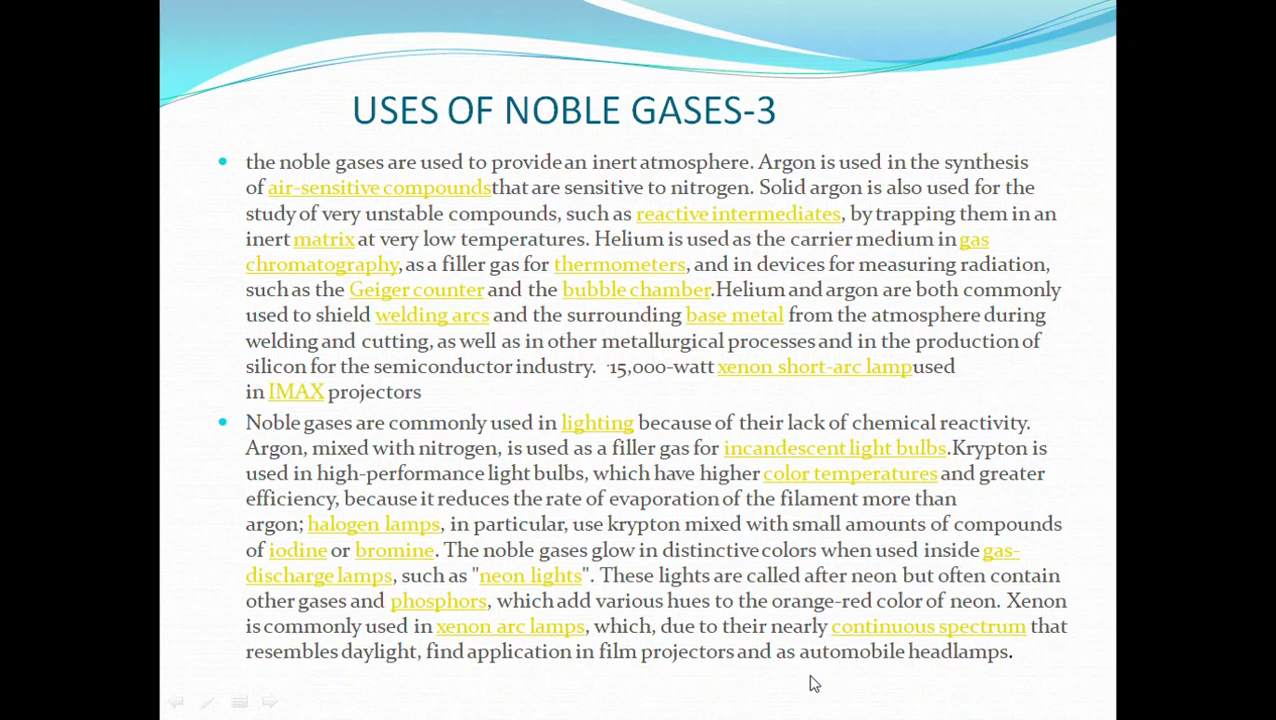 USES OF NOBLE GASES-3
• the noble gases are used to provide an inert atmosphere. Argon is used in the synthesis
of air-sensitive compoundsthat are sensitive to nitrogen. Solid argon is also used for the
study of very unstable compounds, such as reactive intermediates, by trapping them in an
inert matrix at very low temperatures. Helium is used as the carrier medium in gas
chromatography, as a filler gas for thermometers, and in devices for measuring radiation,
such as the Geiger counter and the bubble chamber.Helium and argon are both commonly
used to shield welding arcs and the surrounding base metal from the atmosphere during
welding and cutting, as well as in other metallurgical processes and in the production of
silicon for the semiconductor industry. 15,000-watt xenon short-arc lampused
in IMAX projectors
• Noble gases are commonly used in lighting because of their lack of chemical reactivity.
Argon, mixed with nitrogen, is used as a filler gas for incandescent light bulbs.Krypton is
used in high-performance light bulbs, which have higher color temperatures and greater
efficiency, because it reduces the rate of evaporation of the filament more than
argon; halogen lamps, in particular, use krypton mixed with small amounts of compounds
of iodine or bromine. The noble gases glow in distinctive colors when used inside gas-
discharge lamps, such as "neon lights". These lights are called after neon but often contain
other gases and phosphors, which add various hues to the orange-red color of neon. Xenon
is commonly used in xenon arc lamps, which, due to their nearly continuous spectrum that
resembles daylight, find application in film projectors and as automobile headlamps.